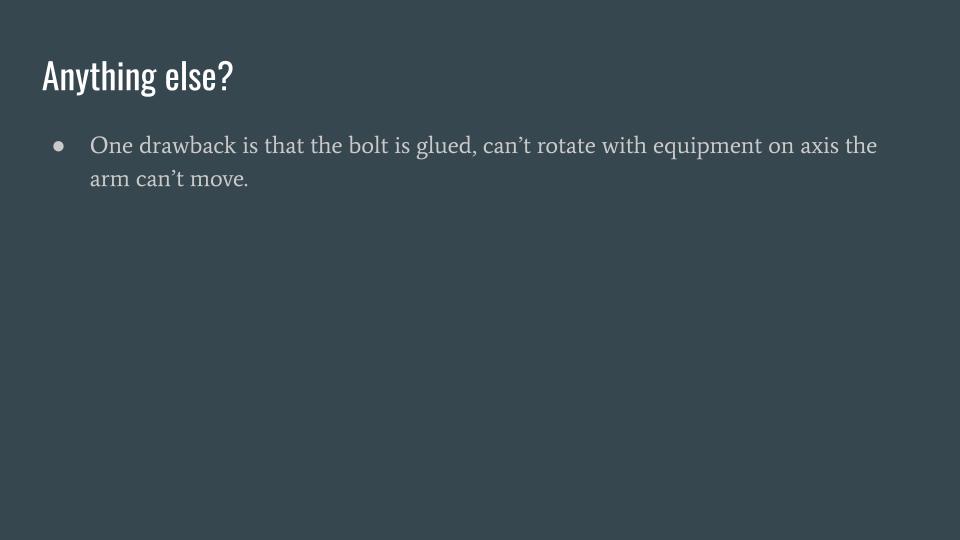 Anything else?
● One drawback is that the bolt is glued, can’t rotate with equipment on axis the
arm can’t move.